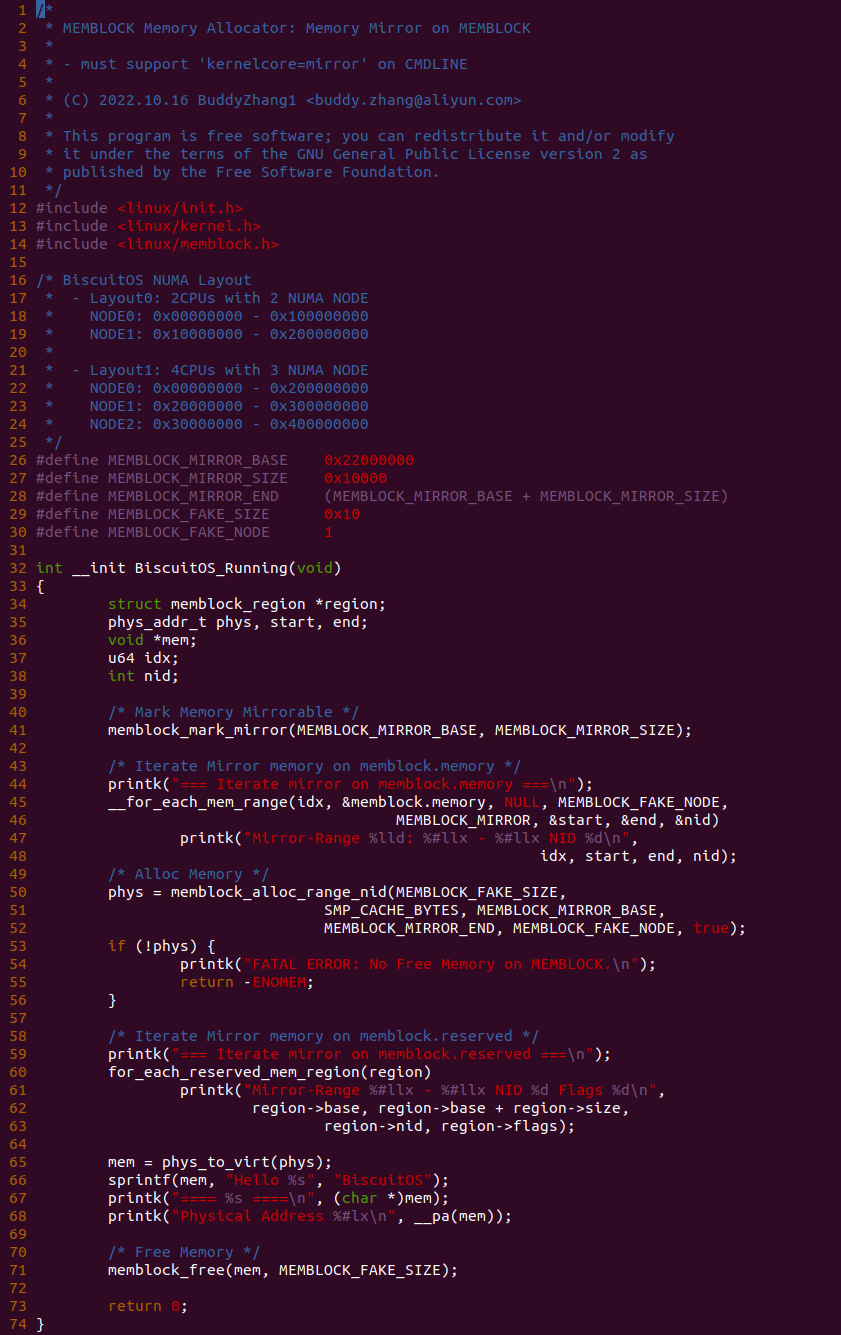 1 /*
2  * MEMBLOCK Memory Allocator: Memory Mirror on MEMBLOCK
3  *
4  * - must support 'kernelcore=mirror' on CMDLINE
5  *
6  * (C) 2022.10.16 BuddyZhang1 <buddy.zhang@aliyun.com>
7  *
8  * This program is free software; you can redistribute it and/or modify
9  * it under the terms of the GNU General Public License version 2 as
10  * published by the Free Software Foundation.
11  */
12 #include <linux/init.h>
13 #include <linux/kernel.h>
14 #include <linux/memblock.h>
15
16 /* BiscuitOS NUMA Layout
17  *  - Layout0: 2CPUs with 2 NUMA NODE
18  *    NODE0: 0x00000000 - 0x100000000
19  *    NODE1: 0x10000000 - 0x200000000
20  *
21  *  - Layout1: 4CPUs with 3 NUMA NODE
22  *    NODE0: 0x00000000 - 0x200000000
23  *    NODE1: 0x20000000 - 0x300000000
24  *    NODE2: 0x30000000 - 0x400000000
25  */
26 #define MEMBLOCK_MIRROR_BASE    0x22000000
27 #define MEMBLOCK_MIRROR_SIZE    0x10000
28 #define MEMBLOCK_MIRROR_END     (MEMBLOCK_MIRROR_BASE + MEMBLOCK_MIRROR_SIZE)
29 #define MEMBLOCK_FAKE_SIZE      0x10
30 #define MEMBLOCK_FAKE_NODE      1
31
32 int __init BiscuitOS_Running(void)
33 {
34         struct memblock_region *region;
35         phys_addr_t phys, start, end;
36         void *mem;
37         u64 idx;
38         int nid;
39
40         /* Mark Memory Mirrorable */
41         memblock_mark_mirror(MEMBLOCK_MIRROR_BASE, MEMBLOCK_MIRROR_SIZE);
42
43         /* Iterate Mirror memory on memblock.memory */
44         printk("=== Iterate mirror on memblock.memory ===\n");
45         __for_each_mem_range(idx, &memblock.memory, NULL, MEMBLOCK_FAKE_NODE,
46                                         MEMBLOCK_MIRROR, &start, &end, &nid)
47                 printk("Mirror-Range %lld: %#llx - %#llx NID %d\n",
48                                                         idx, start, end, nid);
49         /* Alloc Memory */
50         phys = memblock_alloc_range_nid(MEMBLOCK_FAKE_SIZE,
51                                 SMP_CACHE_BYTES, MEMBLOCK_MIRROR_BASE,
52                                 MEMBLOCK_MIRROR_END, MEMBLOCK_FAKE_NODE, true);
53         if (!phys) {
54                 printk("FATAL ERROR: No Free Memory on MEMBLOCK.\n");
55                 return -ENOMEM;
56         }
57
58         /* Iterate Mirror memory on memblock.reserved */
59         printk("=== Iterate mirror on memblock.reserved ===\n");
60         for_each_reserved_mem_region(region)
61                 printk("Mirror-Range %#llx - %#llx NID %d Flags %d\n",
62                         region->base, region->base + region->size,
63                                 region->nid, region->flags);
64
65         mem = phys_to_virt(phys);
66         sprintf(mem, "Hello %s", "BiscuitOS");
67         printk("==== %s ====\n", (char *)mem);
68         printk("Physical Address %#lx\n", __pa(mem));
69
70         /* Free Memory */
71         memblock_free(mem, MEMBLOCK_FAKE_SIZE);
72
73         return 0;
74 }